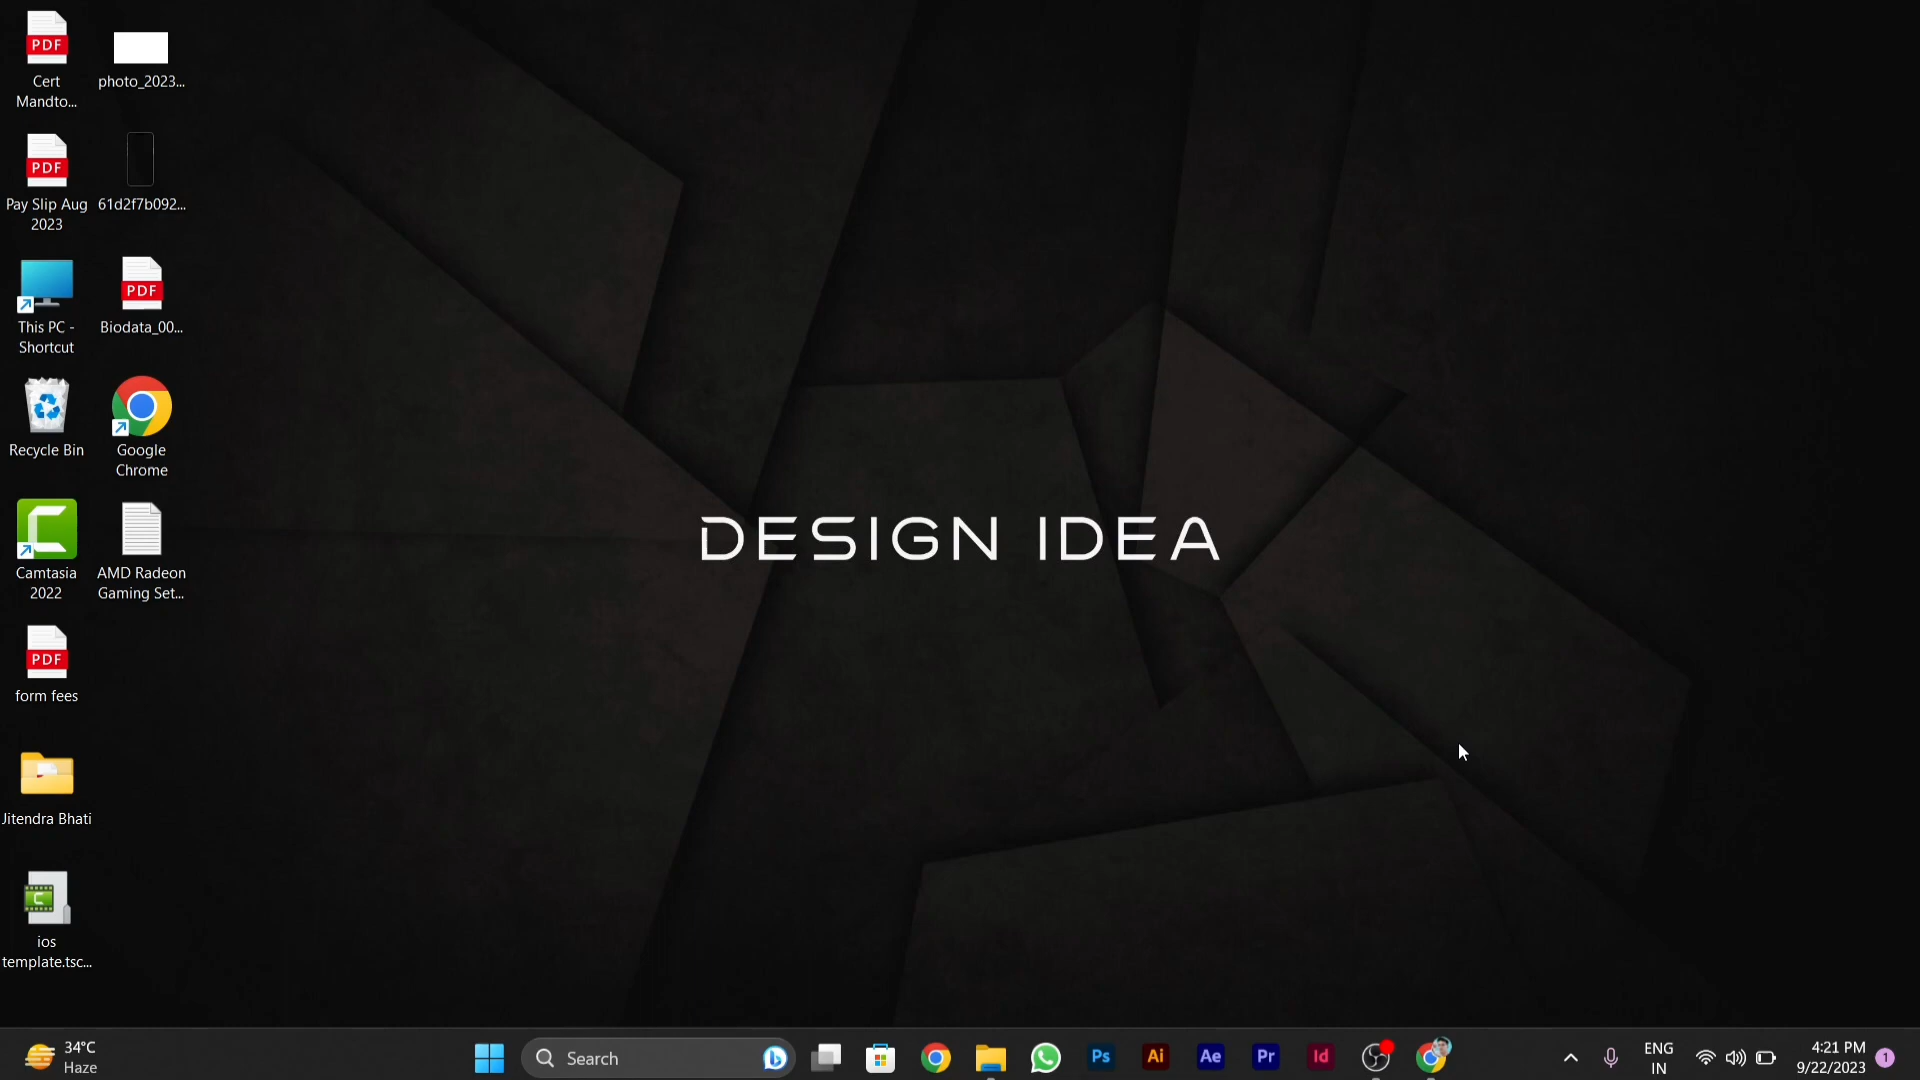 PDF
Cert
Mandto...
photo_2023...
PDF
Pay Slip Aug
2023
61d2f7b092...
This PC -
Shortcut
PDF
Biodata_00...
Recycle Bin
Google
Chrome
Camtasia
2022
AMD Radeon
Gaming Set...
PDF
form fees
Jitendra Bhati
ios
template.tsc...
DESIGN IDEA
34°C
Haze
Search
Ps
Ai
Ae
Pr
Id
ENG
IN
4:21 PM
9/22/2023
1